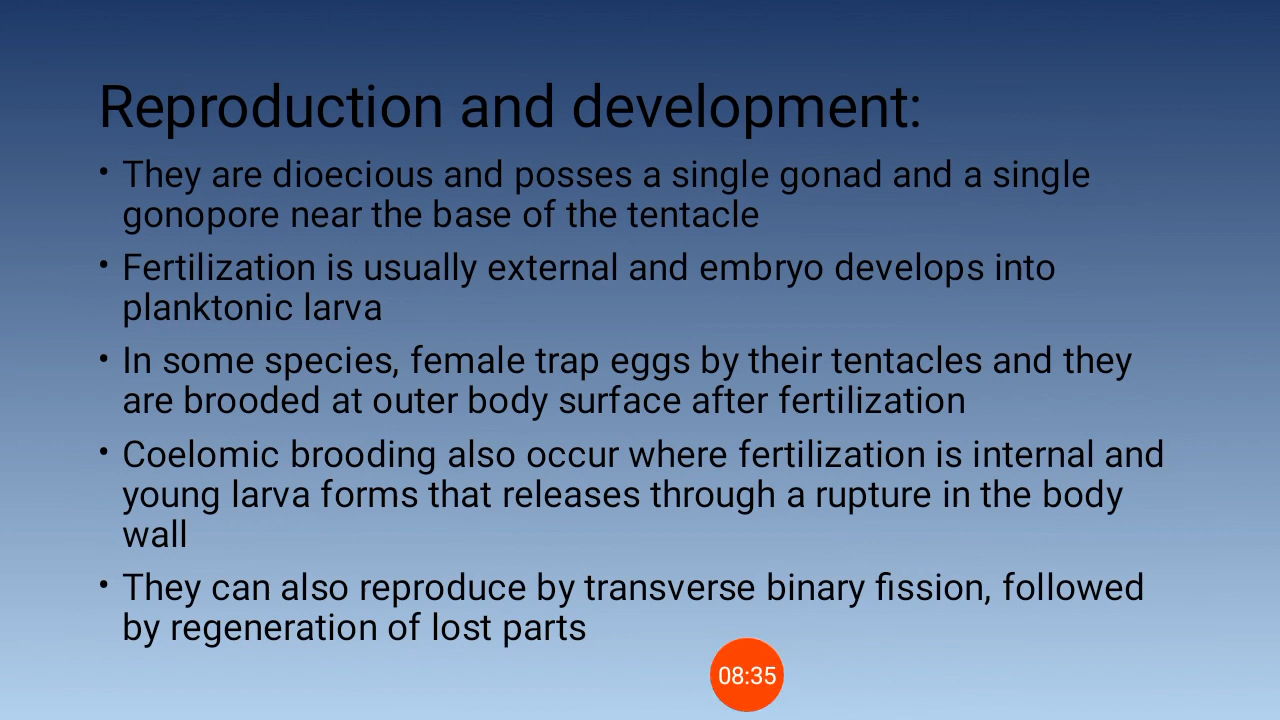 Reproduction and development:
• They are dioecious and posses a single gonad and a single
gonopore near the base of the tentacle
• Fertilization is usually external and embryo develops into
planktonic larva
• In some species, female trap eggs by their tentacles and they
are brooded at outer body surface after fertilization
• Coelomic brooding also occur where fertilization is internal and
young larva forms that releases through a rupture in the body
wall
• They can also reproduce by transverse binary fission, followed
by regeneration of lost parts
08:35